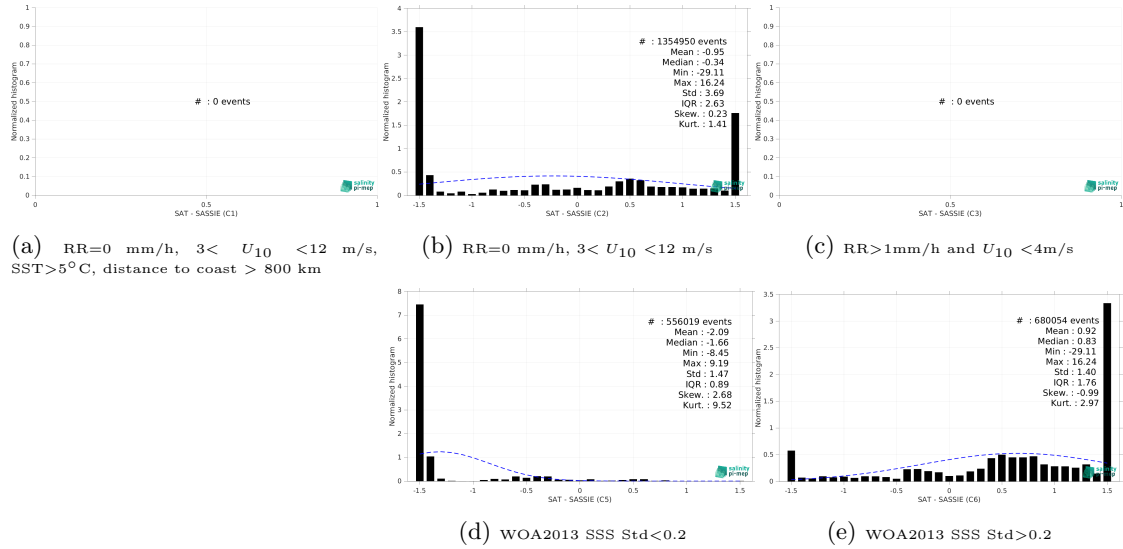 1
0.9
0.8
0.7
0.6
0.5
0.4
0.3
0.2
0.1
0
Normalized histogram
# : 0 events
salinity
pi-mep
0 0.5 1
SAT - SASSIE (C1)
(a) RR=0 mm/h, 3< U10 <12 m/s,
SST>5°C, distance to coast > 800 km
4
3.5
3
2.5
2
1.5
1
0.5
0
Normalized histogram
# : 1354950 events
Mean : -0.95
Median : -0.34
Min : -29.11
Max : 16.24
Std : 3.69
IQR : 2.63
Skew. : 0.23
Kurt. : 1.41
salinity
pi-mep
-1.5 -1 -0.5 0 0.5 1 1.5
SAT - SASSIE (C2)
(b) RR=0 mm/h, 3< U10 <12 m/s
1
0.9
0.8
0.7
0.6
0.5
0.4
0.3
0.2
0.1
0
Normalized histogram
# : 0 events
salinity
pi-mep
0 0.5 1
SAT - SASSIE (C3)
(c) RR>1mm/h and U10 <4m/s
8
7
6
5
4
3
2
1
0
Normalized histogram
# : 556019 events
Mean : -2.09
Median : -1.66
Min : -8.45
Max : 9.19
Std : 1.47
IQR : 0.89
Skew. : 2.68
Kurt. : 9.52
salinity
pi-mep
-1.5 -1 -0.5 0 0.5 1 1.5
SAT - SASSIE (C5)
(d) WOA2013 SSS Std<0.2
3.5
3
2.5
2
1.5
1
0.5
0
Normalized histogram
# : 680054 events
Mean : 0.92
Median : 0.83
Min : -29.11
Max : 16.24
Std : 1.40
IQR : 1.76
Skew. : -0.99
Kurt. : 2.97
salinity
pi-mep
-1.5 -1 -0.5 0 0.5 1 1.5
SAT - SASSIE (C6)
(e) WOA2013 SSS Std>0.2